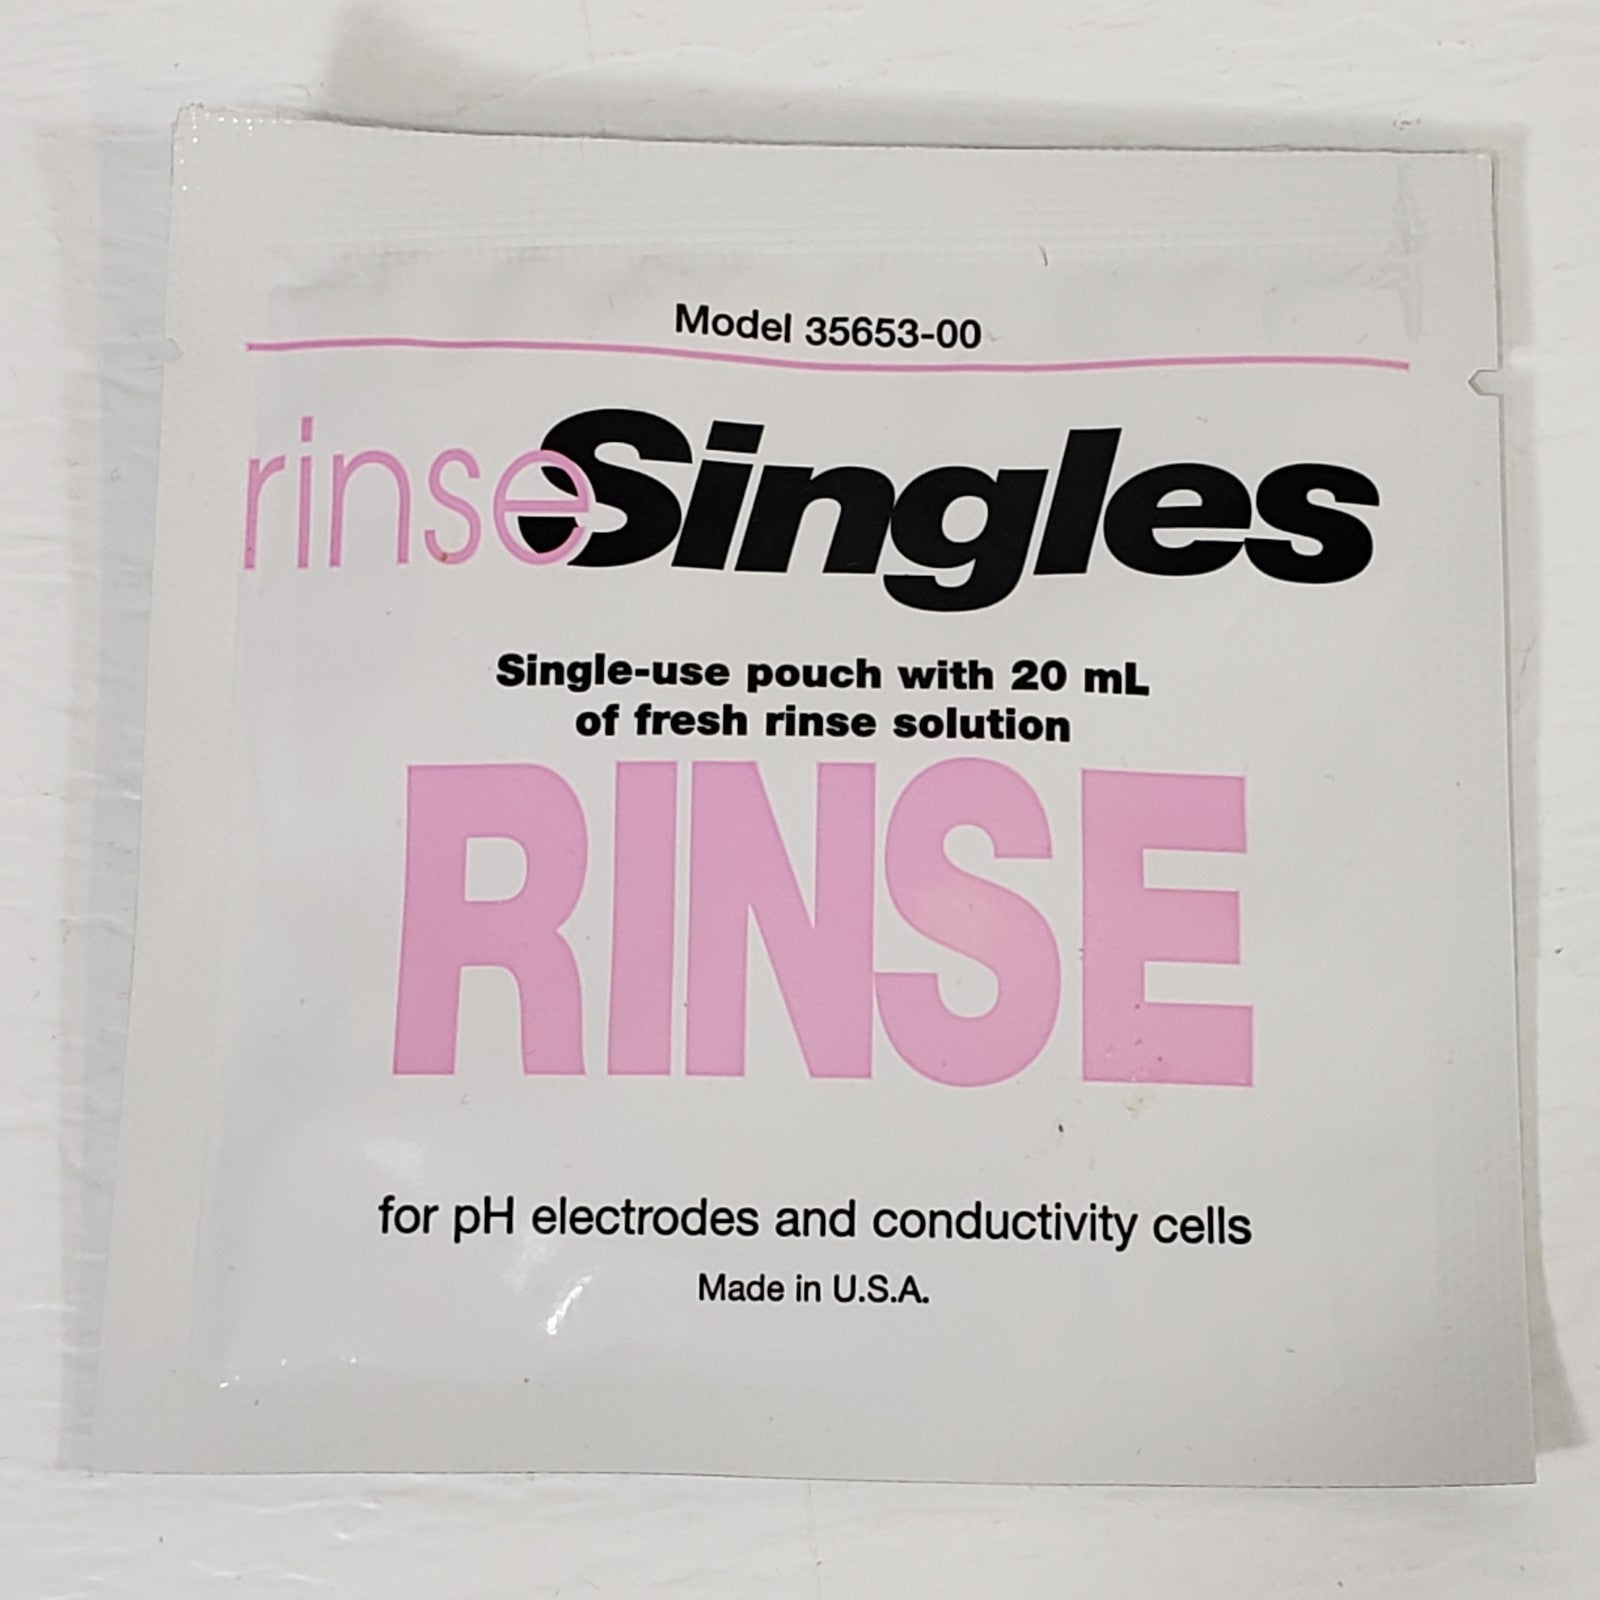 Model 35653-00
rinseSingles
Single-use pouch with 20 mL
of fresh rinse solution
RINSE
for pH electrodes and conductivity cells
Made in U.S.A.